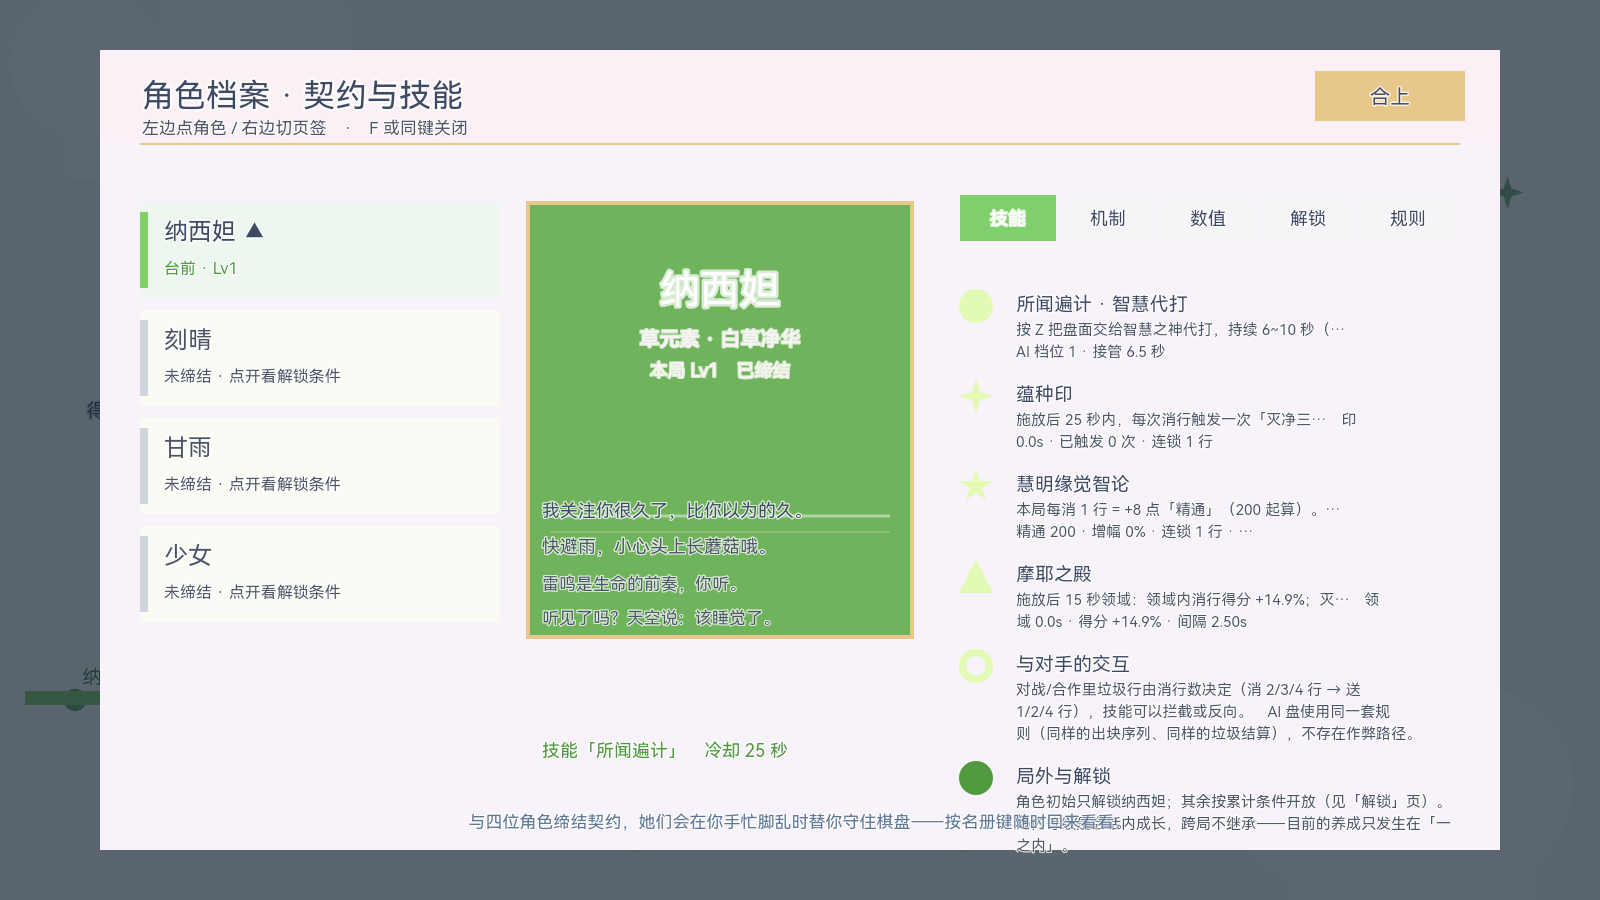 角色档案 · 契约与技能
左边点角色 / 右边切页签 · F 或同键关闭
合上
纳西妲 ▲
台前 · Lv1
刻晴
未缔结 · 点开看解锁条件
甘雨
未缔结 · 点开看解锁条件
少女
未缔结 · 点开看解锁条件
得
纳
纳西妲
草元素 · 白草净华
本局 Lv1 已缔结
我关注你很久了，比你以为的久。
快避雨，小心头上长蘑菇哦。
雷鸣是生命的前奏，你听。
听见了吗？天空说：该睡觉了。
技能「所闻遍计」 冷却 25 秒
技能 机制 数值 解锁 规则
所闻遍计 · 智慧代打
按 Z 把盘面交给智慧之神代打，持续 6~10 秒（…
AI 档位 1 · 接管 6.5 秒
蕴种印
施放后 25 秒内，每次消行触发一次「灭净三… 印
0.0s · 已触发 0 次 · 连锁 1 行
慧明缘觉智论
本局每消 1 行 = +8 点「精通」（200 起算）。…
精通 200 · 增幅 0% · 连锁 1 行 · …
摩耶之殿
施放后 15 秒领域：领域内消行得分 +14.9%；灭… 领
域 0.0s · 得分 +14.9% · 间隔 2.50s
与对手的交互
对战/合作里垃圾行由消行数决定（消 2/3/4 行 → 送
1/2/4 行），技能可以拦截或反向。 AI 盘使用同一套规
则（同样的出块序列、同样的垃圾结算），不存在作弊路径。
局外与解锁
角色初始只解锁纳西妲；其余按累计条件开放（见「解锁」页）。
内成长，跨局不继承——目前的养成只发生在「一
之内」。
与四位角色缔结契约，她们会在你手忙脚乱时替你守住棋盘——按名册键随时回来看看。